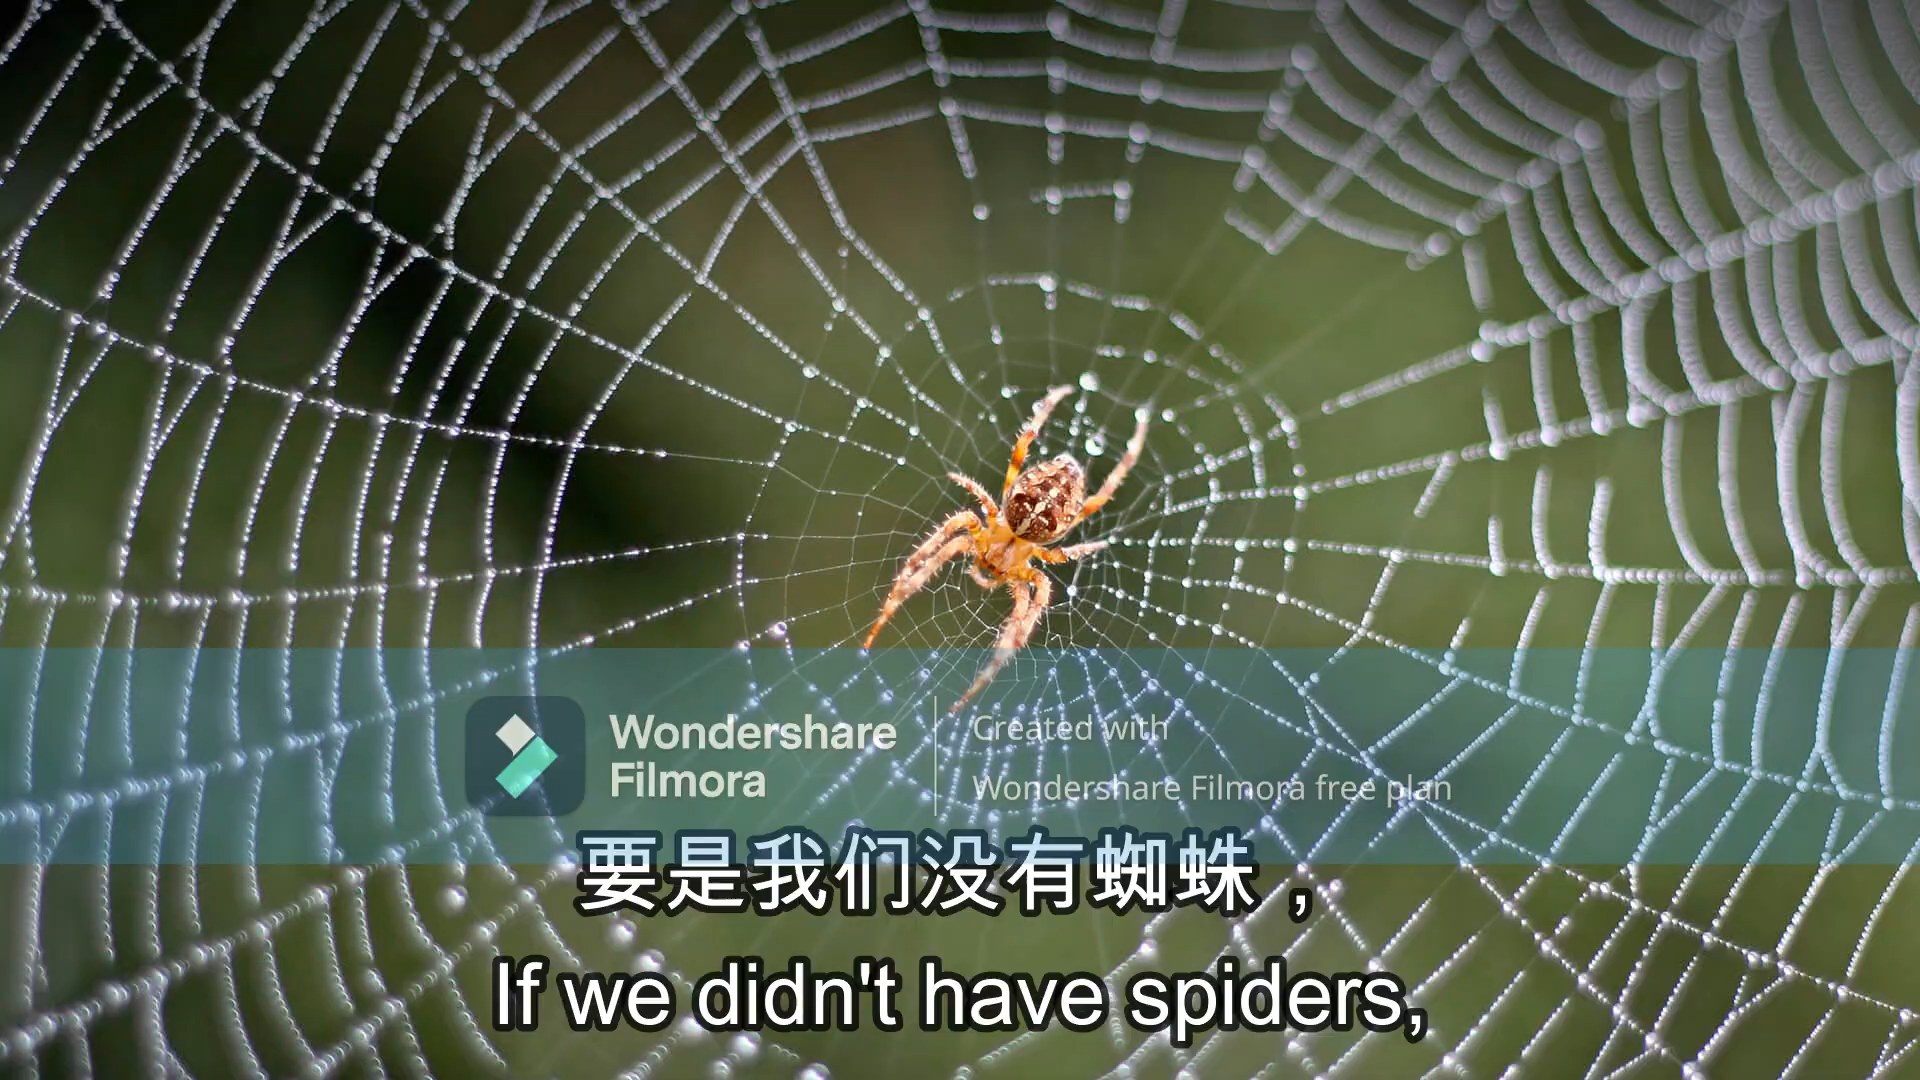 Wondershare
Filmora
Created with
Wondershare Filmora free plan
要是我们没有蜘蛛，
If we didn't have spiders,